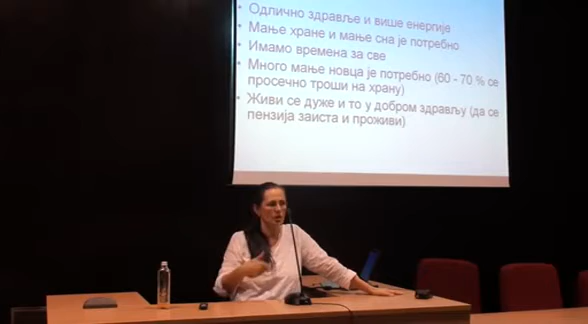 • Одлично здравље и више енергије
• Мање хране и мање сна је потребно
• Имамо времена за све
• Много мање новца је потребно (60 - 70 % се
просечно троши на храну)
• Живи се дуже и то у добром здрављу (да се
пензија заиста и проживи)